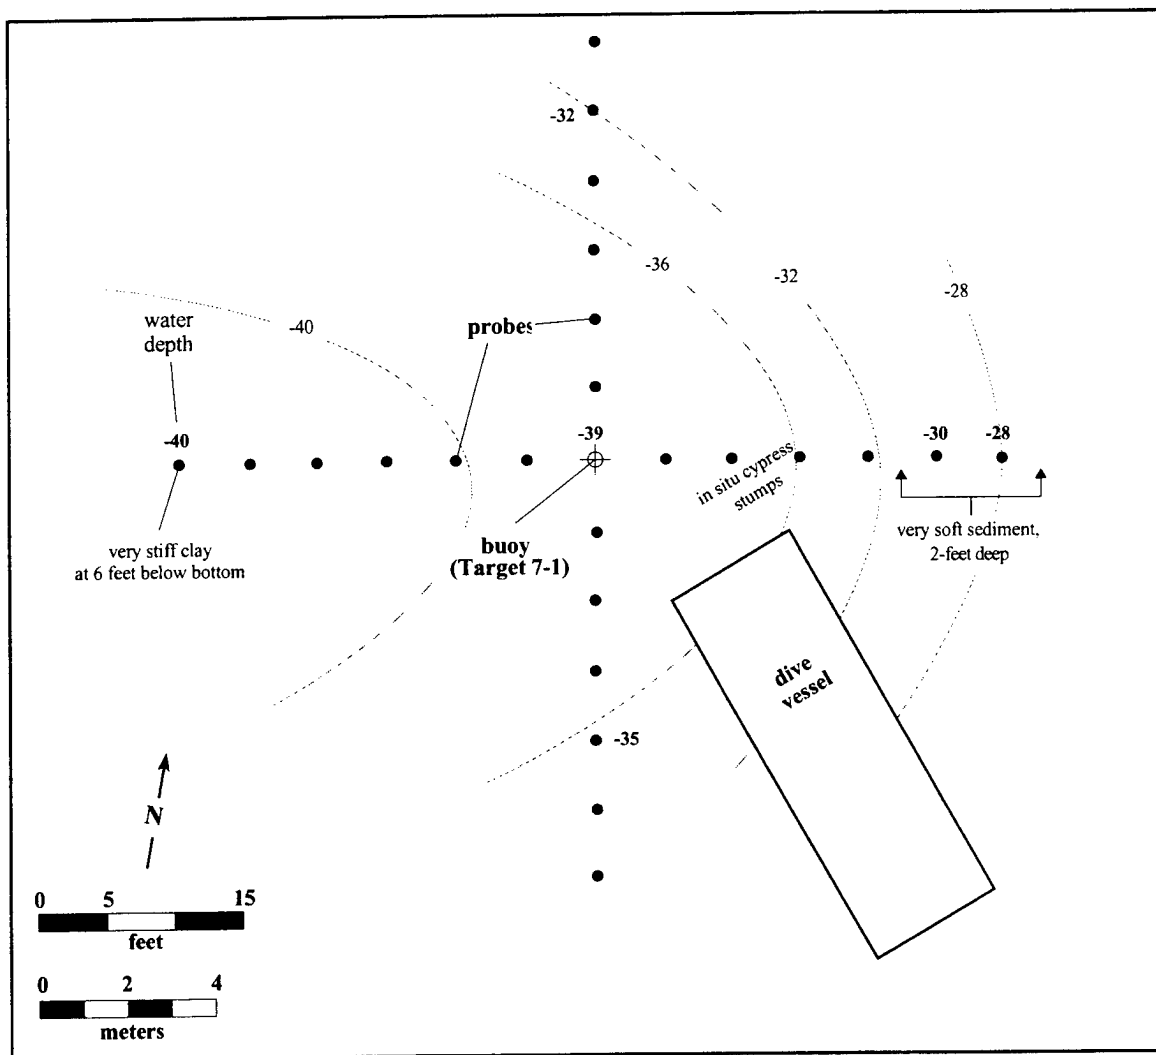 -32
-36
-32
-28
-40
water
depth
probes
-40
-39
-30
-28
in situ cypress
stumps
very stiff clay
at 6 feet below bottom
buoy
(Target 7-1)
very soft sediment,
2-feet deep
dive
vessel
-35
N
0 5 15
feet
0 2 4
meters